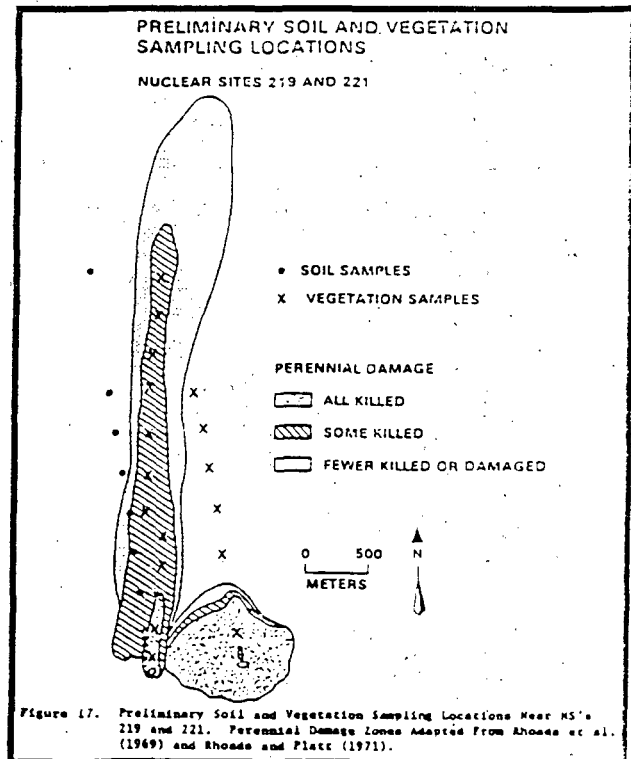 PRELIMINARY SOIL AND VEGETATION
SAMPLING LOCATIONS
NUCLEAR SITES 219 AND 221
• SOIL SAMPLES
X VEGETATION SAMPLES
PERENNIAL DAMAGE
ALL KILLED
SOME KILLED
FEWER KILLED OR DAMAGED
0 500
METERS
N
Figure 17. Preliminary Soil and Vegetation Sampling Locations Near NS's
219 and 221. Perennial Damage Zones Adapted From Rhoads et al.
(1969) and Rhoads and Platt (1971).